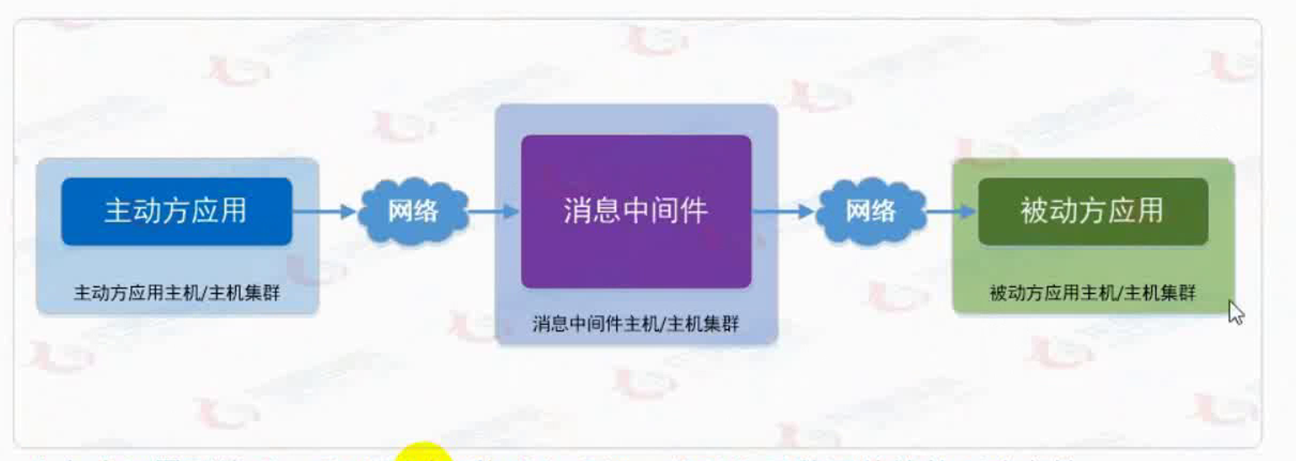 主动方应用
网络
消息中间件
网络
被动方应用
主动方应用主机/主机集群
消息中间件主机/主机集群
被动方应用主机/主机集群